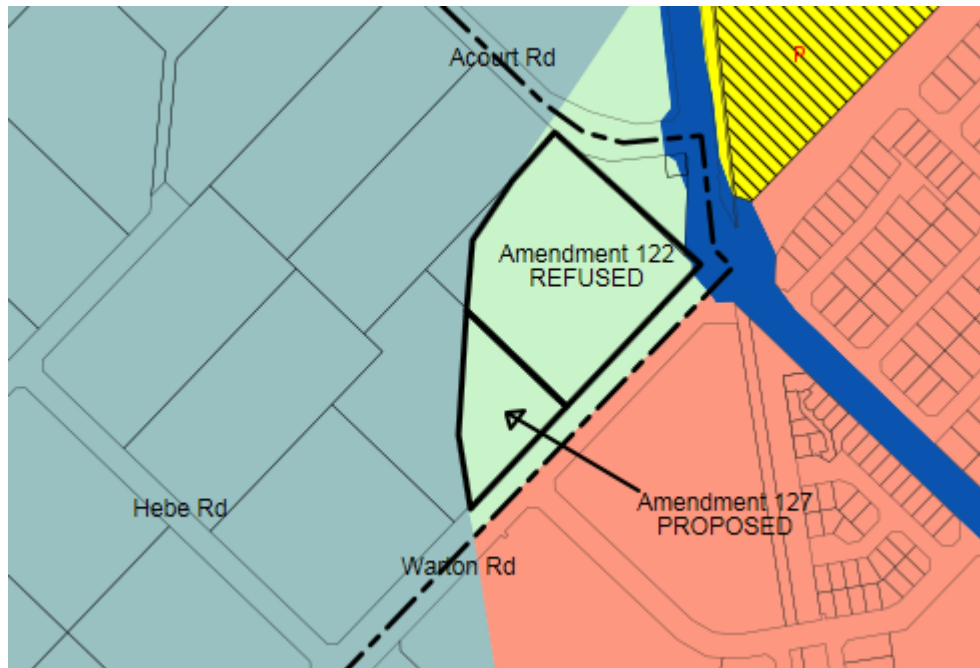 Acourt Rd
R
Amendment 122
REFUSED
Amendment 127
PROPOSED
Hebe Rd
Warton Rd